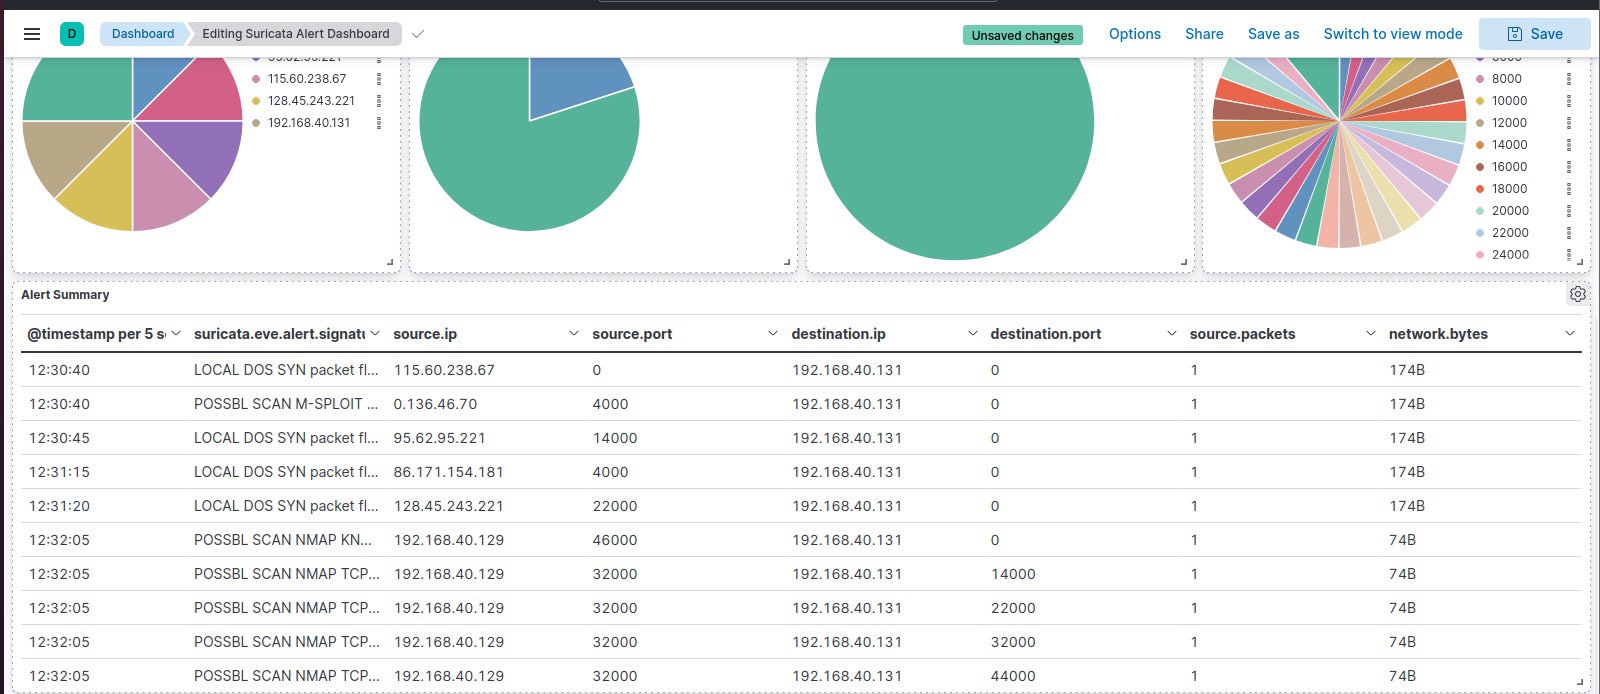 D Dashboard Editing Suricata Alert Dashboard Unsaved changes Options Share Save as Switch to view mode Save
115.60.238.67
128.45.243.221
192.168.40.131
8000
10000
12000
14000
16000
18000
20000
22000
24000
Alert Summary
@timestamp per 5 s suricata.eve.alert.signatu source.ip source.port destination.ip destination.port source.packets network.bytes
12:30:40 LOCAL DOS SYN packet fl... 115.60.238.67 0 192.168.40.131 0 1 174B
12:30:40 POSSBL SCAN M-SPLOIT ... 0.136.46.70 4000 192.168.40.131 0 1 174B
12:30:45 LOCAL DOS SYN packet fl... 95.62.95.221 14000 192.168.40.131 0 1 174B
12:31:15 LOCAL DOS SYN packet fl... 86.171.154.181 4000 192.168.40.131 0 1 174B
12:31:20 LOCAL DOS SYN packet fl... 128.45.243.221 22000 192.168.40.131 0 1 174B
12:32:05 POSSBL SCAN NMAP KN... 192.168.40.129 46000 192.168.40.131 0 1 74B
12:32:05 POSSBL SCAN NMAP TCP... 192.168.40.129 32000 192.168.40.131 14000 1 74B
12:32:05 POSSBL SCAN NMAP TCP... 192.168.40.129 32000 192.168.40.131 22000 1 74B
12:32:05 POSSBL SCAN NMAP TCP... 192.168.40.129 32000 192.168.40.131 32000 1 74B
12:32:05 POSSBL SCAN NMAP TCP... 192.168.40.129 32000 192.168.40.131 44000 1 74B